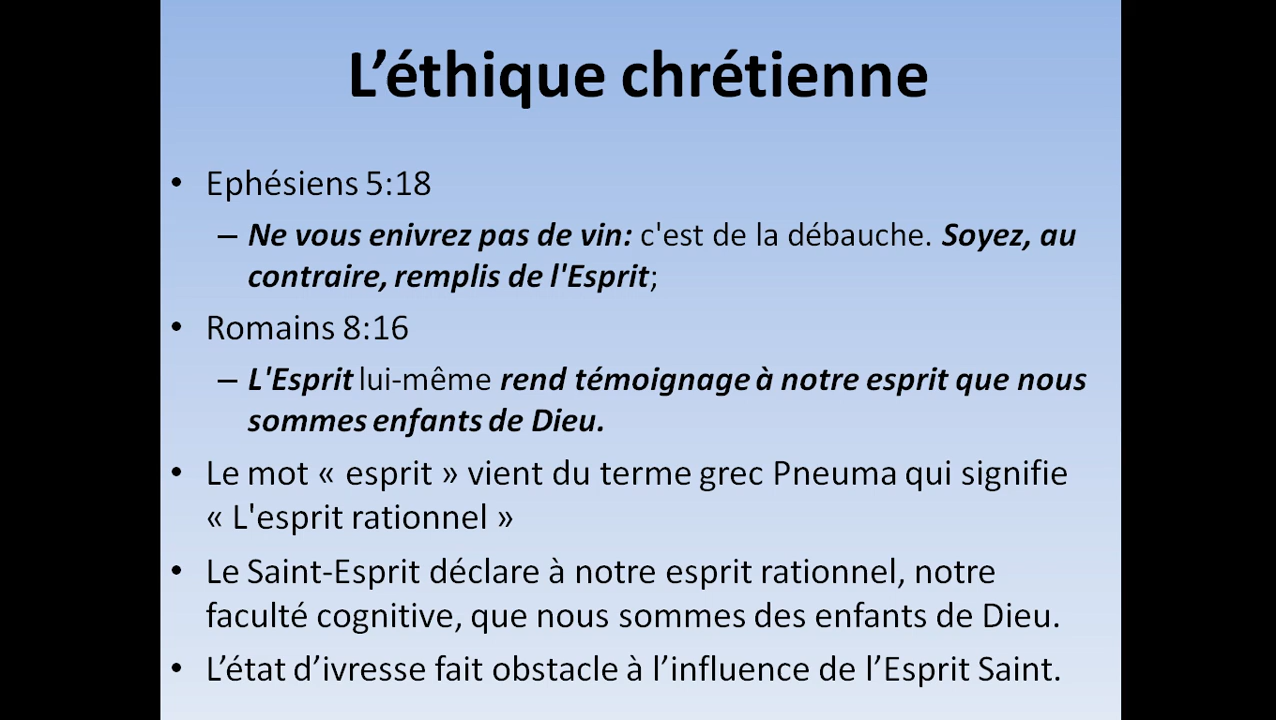 L’éthique chrétienne
• Ephésiens 5:18
– Ne vous enivrez pas de vin: c'est de la débauche. Soyez, au
contraire, remplis de l'Esprit;
• Romains 8:16
– L'Esprit lui-même rend témoignage à notre esprit que nous
sommes enfants de Dieu.
• Le mot « esprit » vient du terme grec Pneuma qui signifie
« L'esprit rationnel »
• Le Saint-Esprit déclare à notre esprit rationnel, notre
faculté cognitive, que nous sommes des enfants de Dieu.
• L’état d’ivresse fait obstacle à l’influence de l’Esprit Saint.